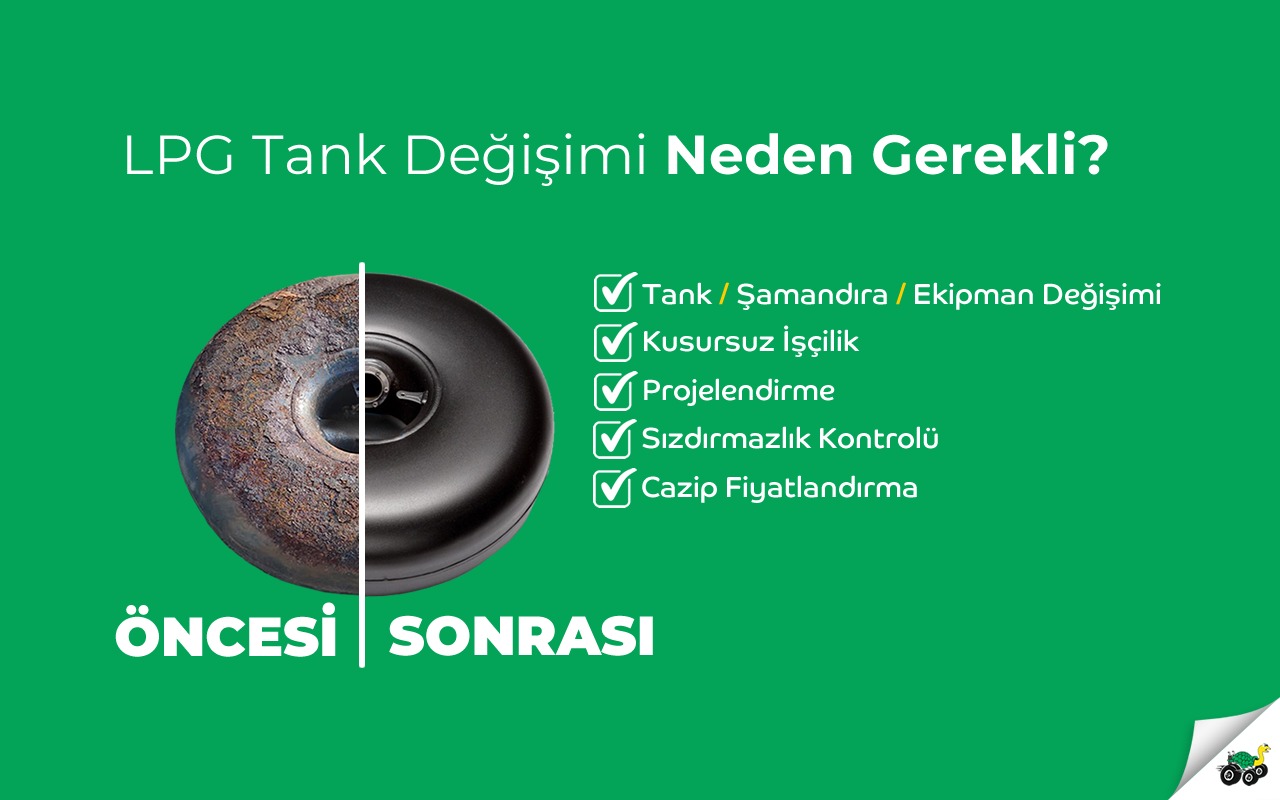 LPG Tank Değişimi Neden Gerekli?
Tank / Şamandıra / Ekipman Değişimi
Kusursuz İşçilik
Projelendirme
Sızdırmazlık Kontrolü
Cazip Fiyatlandırma
ÖNCESİ
SONRASI